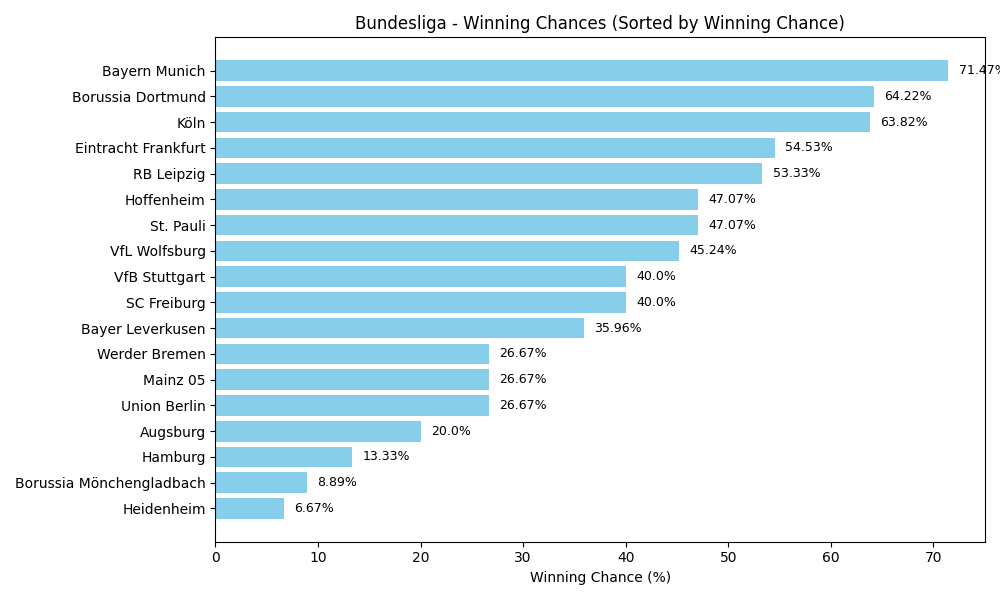 Bundesliga - Winning Chances (Sorted by Winning Chance)
Bayern Munich 71.47%
Borussia Dortmund 64.22%
Köln 63.82%
Eintracht Frankfurt 54.53%
RB Leipzig 53.33%
Hoffenheim 47.07%
St. Pauli 47.07%
VfL Wolfsburg 45.24%
VfB Stuttgart 40.0%
SC Freiburg 40.0%
Bayer Leverkusen 35.96%
Werder Bremen 26.67%
Mainz 05 26.67%
Union Berlin 26.67%
Augsburg 20.0%
Hamburg 13.33%
Borussia Mönchengladbach 8.89%
Heidenheim 6.67%
0 10 20 30 40 50 60 70
Winning Chance (%)